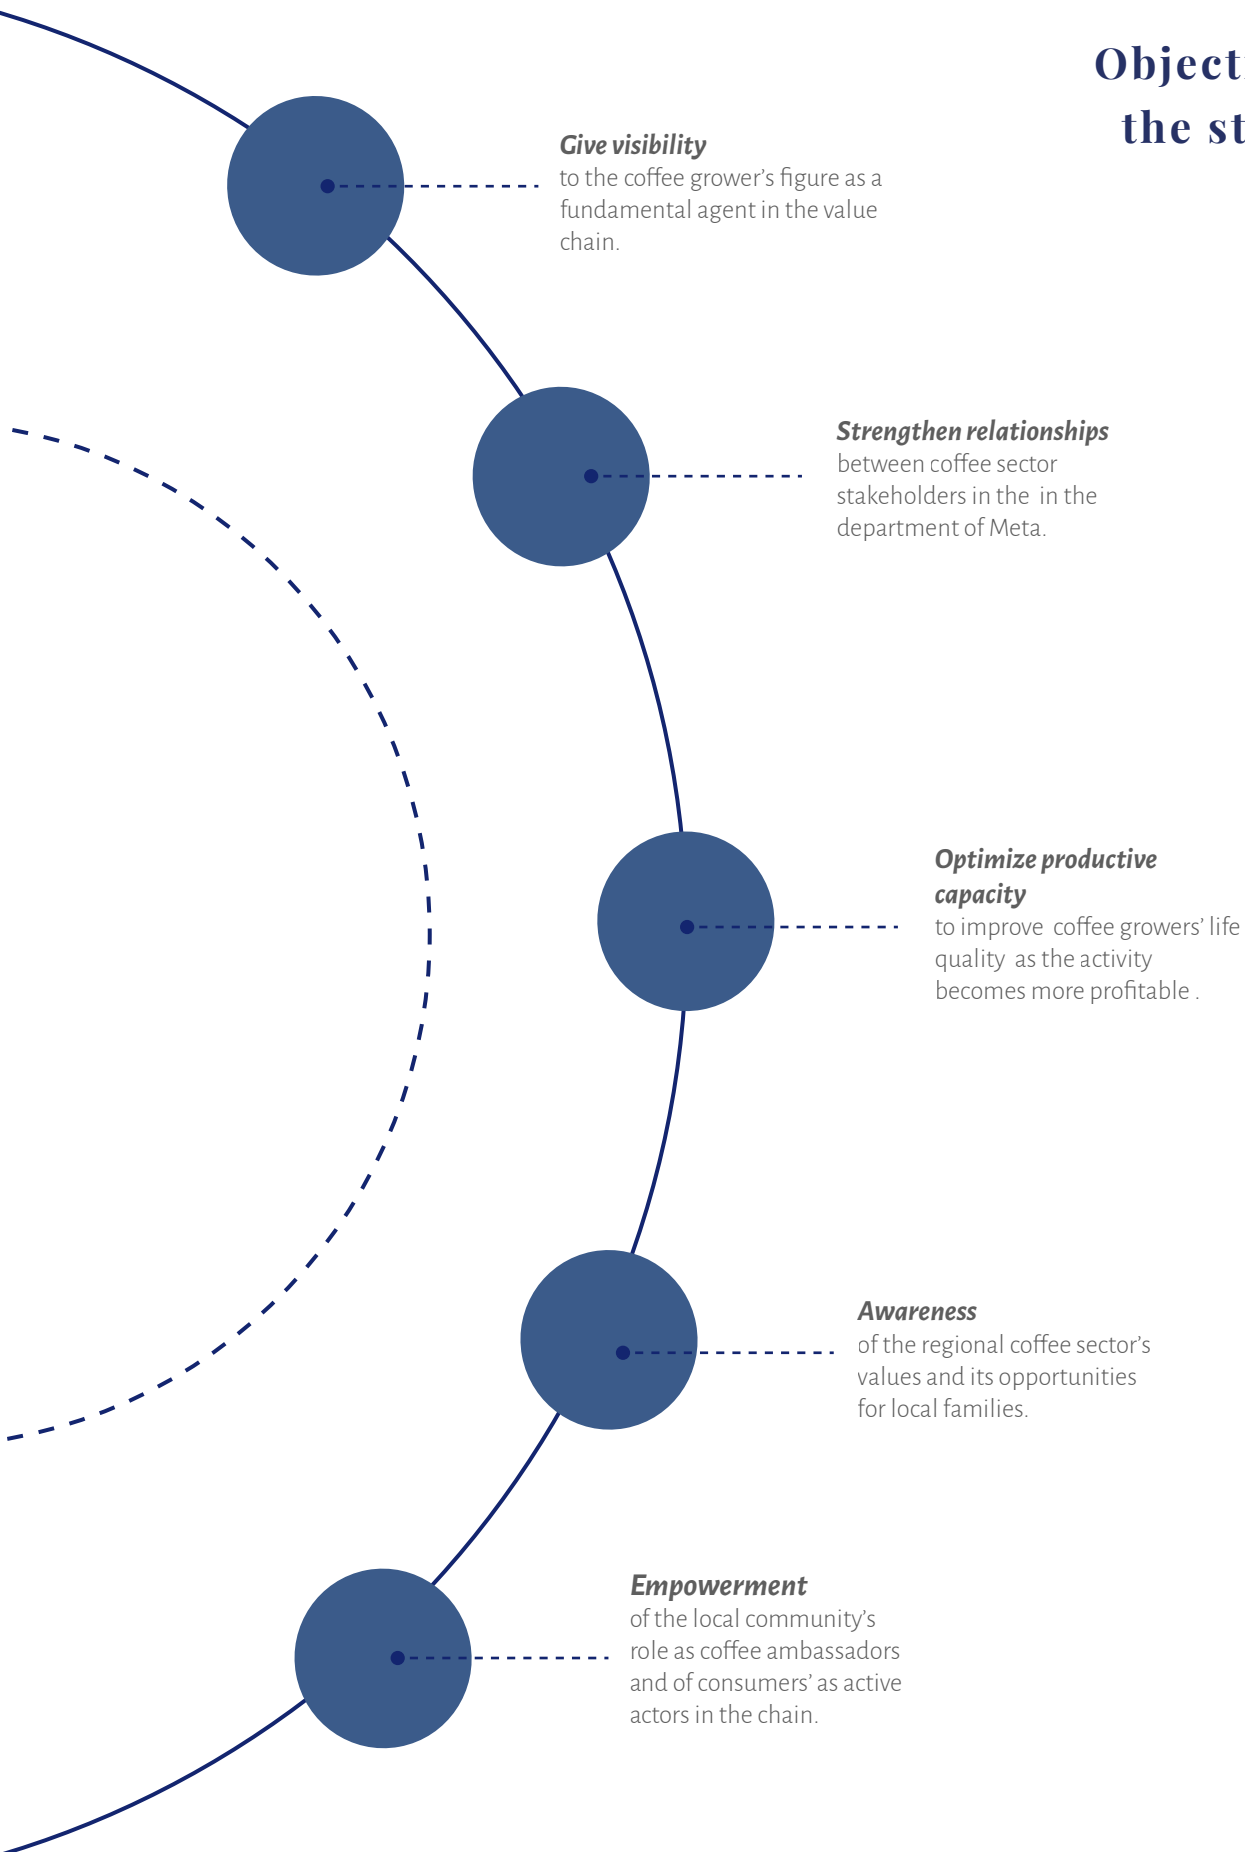 Object
the st
Give visibility
to the coffee grower's figure as a
fundamental agent in the value
chain.
Strengthen relationships
between coffee sector
stakeholders in the  in the
department of Meta.
Optimize productive
capacity
to improve  coffee growers' life
quality  as the activity
becomes more profitable .
Awareness
of the regional coffee sector's
values and its opportunities
for local families.
Empowerment
of the local community's
role as coffee ambassadors
and of consumers' as active
actors in the chain.